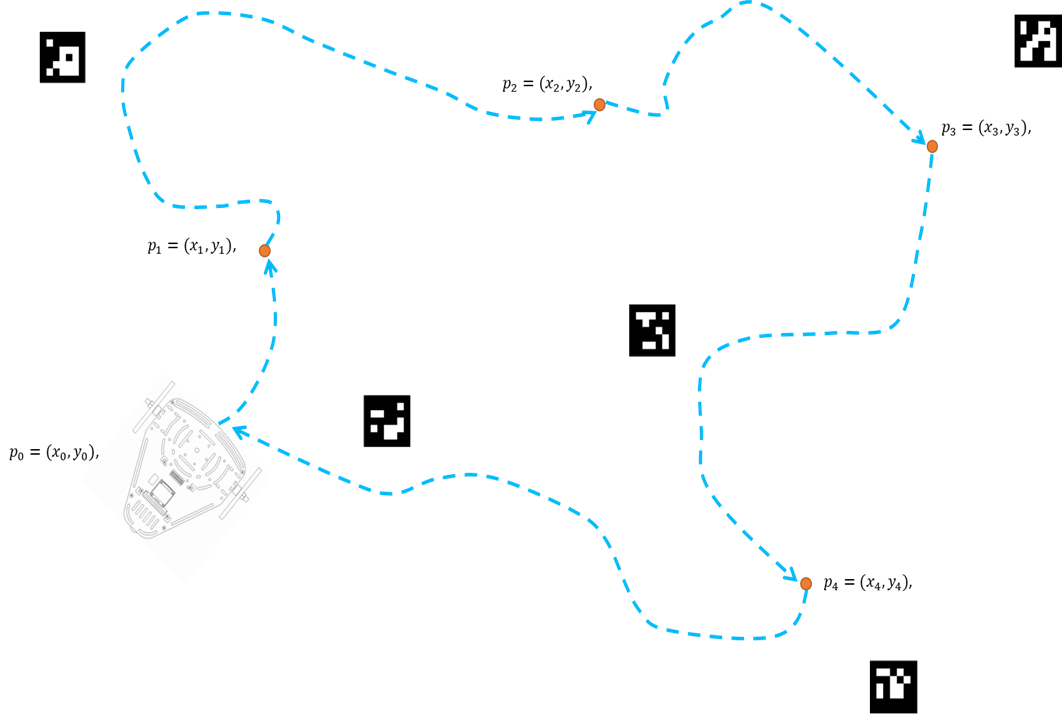 p₂ = (x₂, y₂),
p₃ = (x₃, y₃),
p₁ = (x₁, y₁),
p₀ = (x₀, y₀),
p₄ = (x₄, y₄),